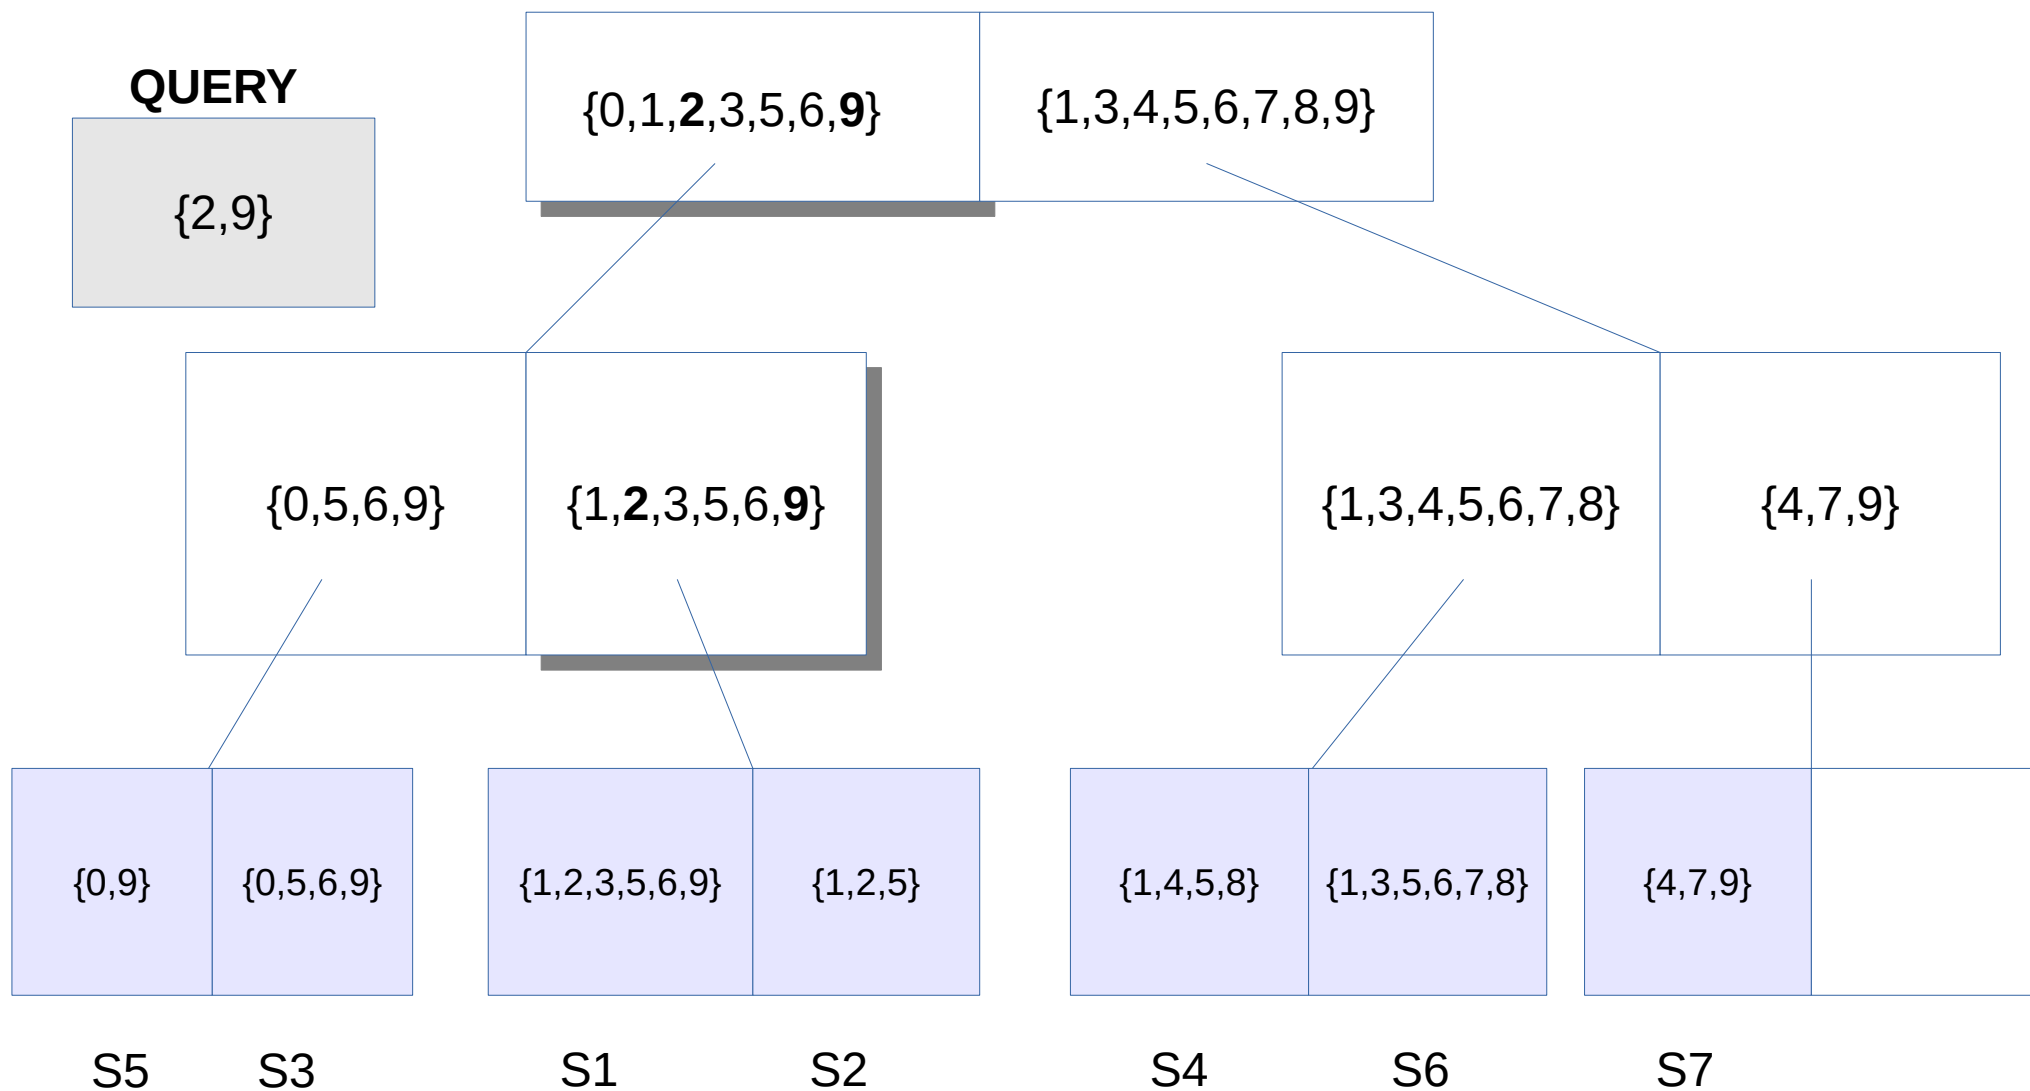 QUERY
{2,9}
{0,1,2,3,5,6,9}
{1,3,4,5,6,7,8,9}
{0,5,6,9}
{1,2,3,5,6,9}
{1,3,4,5,6,7,8}
{4,7,9}
{0,9}
{0,5,6,9}
{1,2,3,5,6,9}
{1,2,5}
{1,4,5,8}
{1,3,5,6,7,8}
{4,7,9}
S5
S3
S1
S2
S4
S6
S7